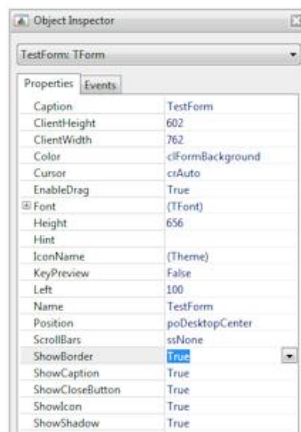 Object Inspector
TestForm: TForm
Properties Events
Caption TestForm
ClientHeight 602
ClientWidth 762
Color clFormBackground
Cursor crAuto
EnableDrag True
Font (TFont)
Height 656
Hint
IconName (Theme)
KeyPreview False
Left 100
Name TestForm
Position poDesktopCenter
ScrollBars ssNone
ShowBorder True
ShowCaption True
ShowCloseButton True
ShowIcon True
ShowShadow True